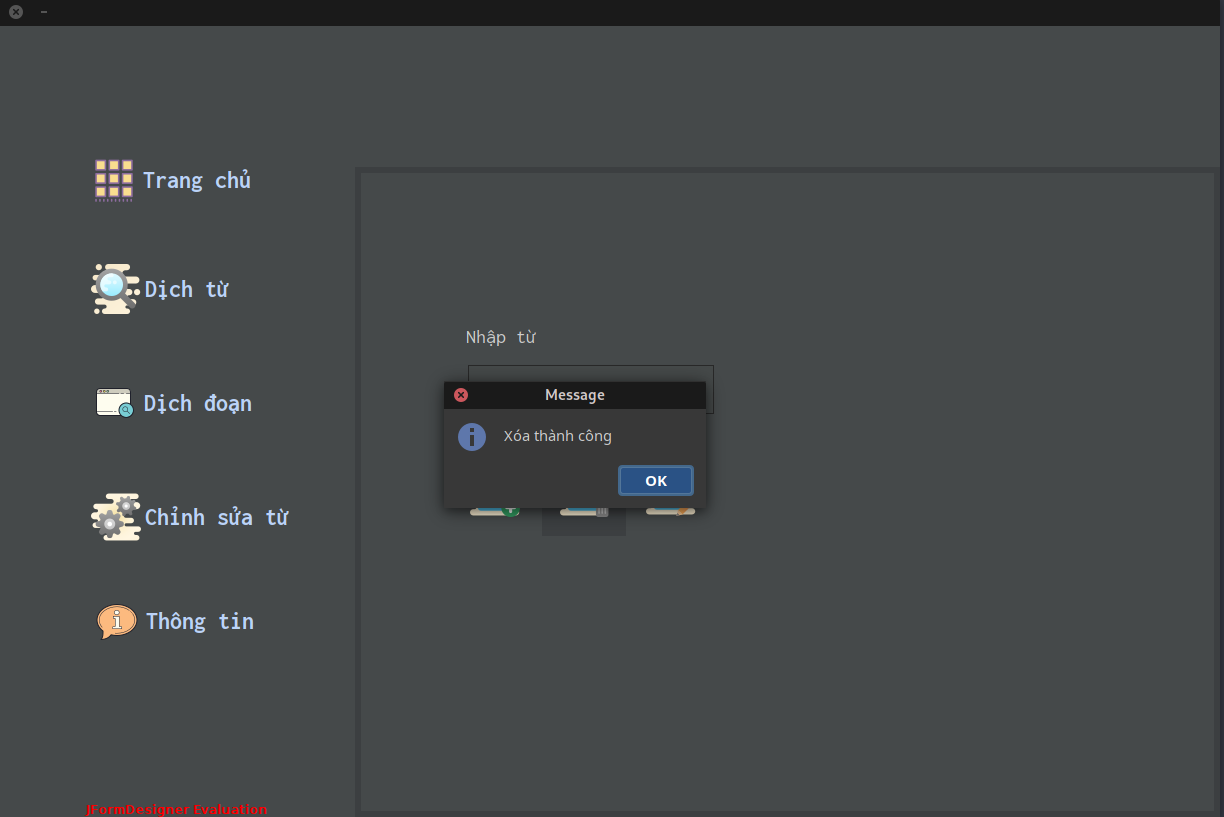 Trang chủ
Dịch từ
Dịch đoạn
Chỉnh sửa từ
Thông tin
Nhập từ
Message
Xóa thành công
OK
JFormDesigner Evaluation